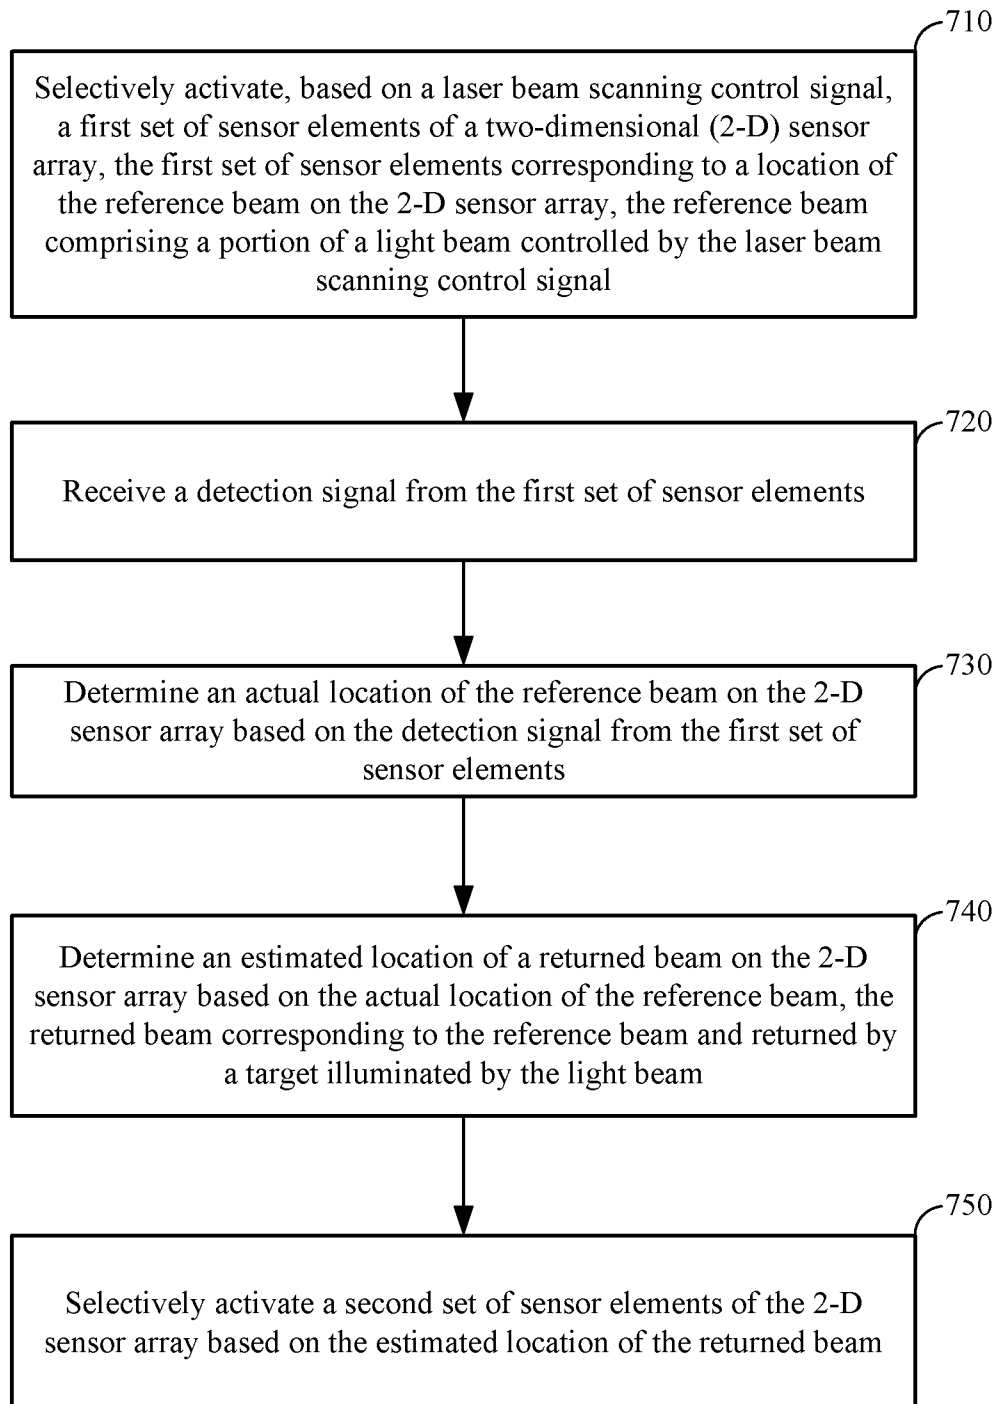 710
Selectively activate, based on a laser beam scanning control signal,
a first set of sensor elements of a two-dimensional (2-D) sensor
array, the first set of sensor elements corresponding to a location of
the reference beam on the 2-D sensor array, the reference beam
comprising a portion of a light beam controlled by the laser beam
scanning control signal
720
Receive a detection signal from the first set of sensor elements
730
Determine an actual location of the reference beam on the 2-D
sensor array based on the detection signal from the first set of
sensor elements
740
Determine an estimated location of a returned beam on the 2-D
sensor array based on the actual location of the reference beam, the
returned beam corresponding to the reference beam and returned by
a target illuminated by the light beam
750
Selectively activate a second set of sensor elements of the 2-D
sensor array based on the estimated location of the returned beam